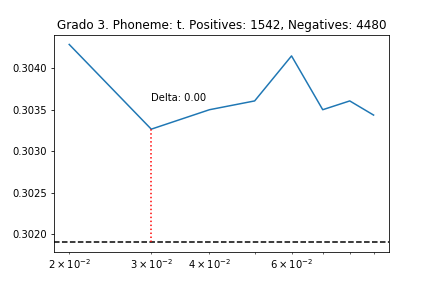 Grado 3. Phoneme: t. Positives: 1542, Negatives: 4480
0.3040
Delta: 0.00
0.3035
0.3030
0.3025
0.3020
2 × 10⁻² 3 × 10⁻² 4 × 10⁻² 6 × 10⁻²